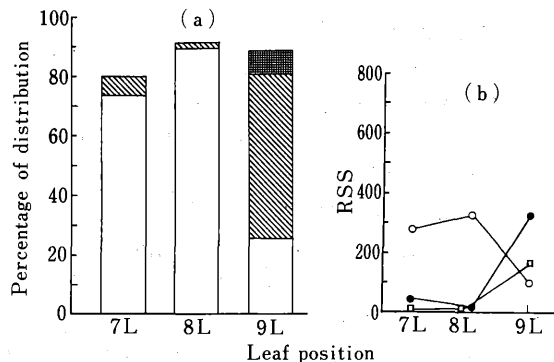 (a)
Percentage of distribution
100
80
60
40
20
0
7L 8L 9L
(b)
RSS
800
600
400
200
0
7L 8L 9L
Leaf position